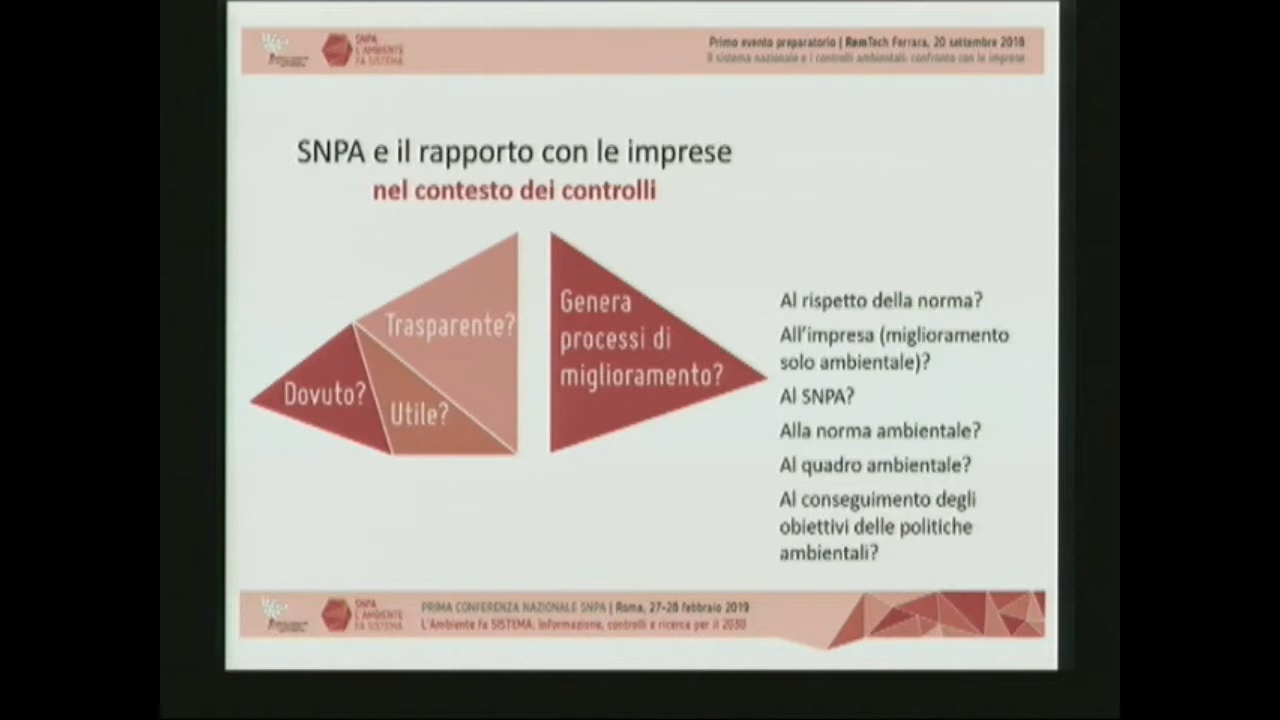 SNPA
L'AMBIENTE
FA SISTEMA
Primo evento preparatorio | RemTech Ferrara, 20 settembre 2018
Il sistema nazionale e i controlli ambientali: confronto con le imprese
SNPA e il rapporto con le imprese
nel contesto dei controlli
Trasparente?
Dovuto?
Utile?
Genera
processi di
miglioramento?
Al rispetto della norma?
All'impresa (miglioramento
solo ambientale)?
Al SNPA?
Alla norma ambientale?
Al quadro ambientale?
Al conseguimento degli
obiettivi delle politiche
ambientali?
SNPA
L'AMBIENTE
FA SISTEMA
PRIMA CONFERENZA NAZIONALE SNPA | Roma, 27-28 febbraio 2019
L'Ambiente fa SISTEMA. Informazione, controlli e ricerca per il 2030